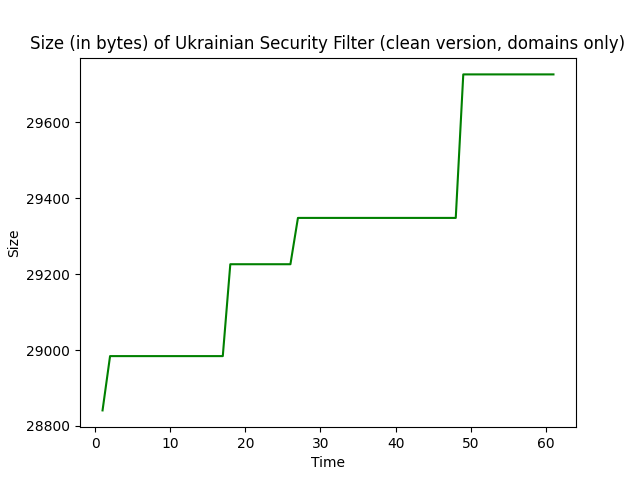 Size (in bytes) of Ukrainian Security Filter (clean version, domains only)
29600
29400
29200
29000
28800
Size
0 10 20 30 40 50 60
Time